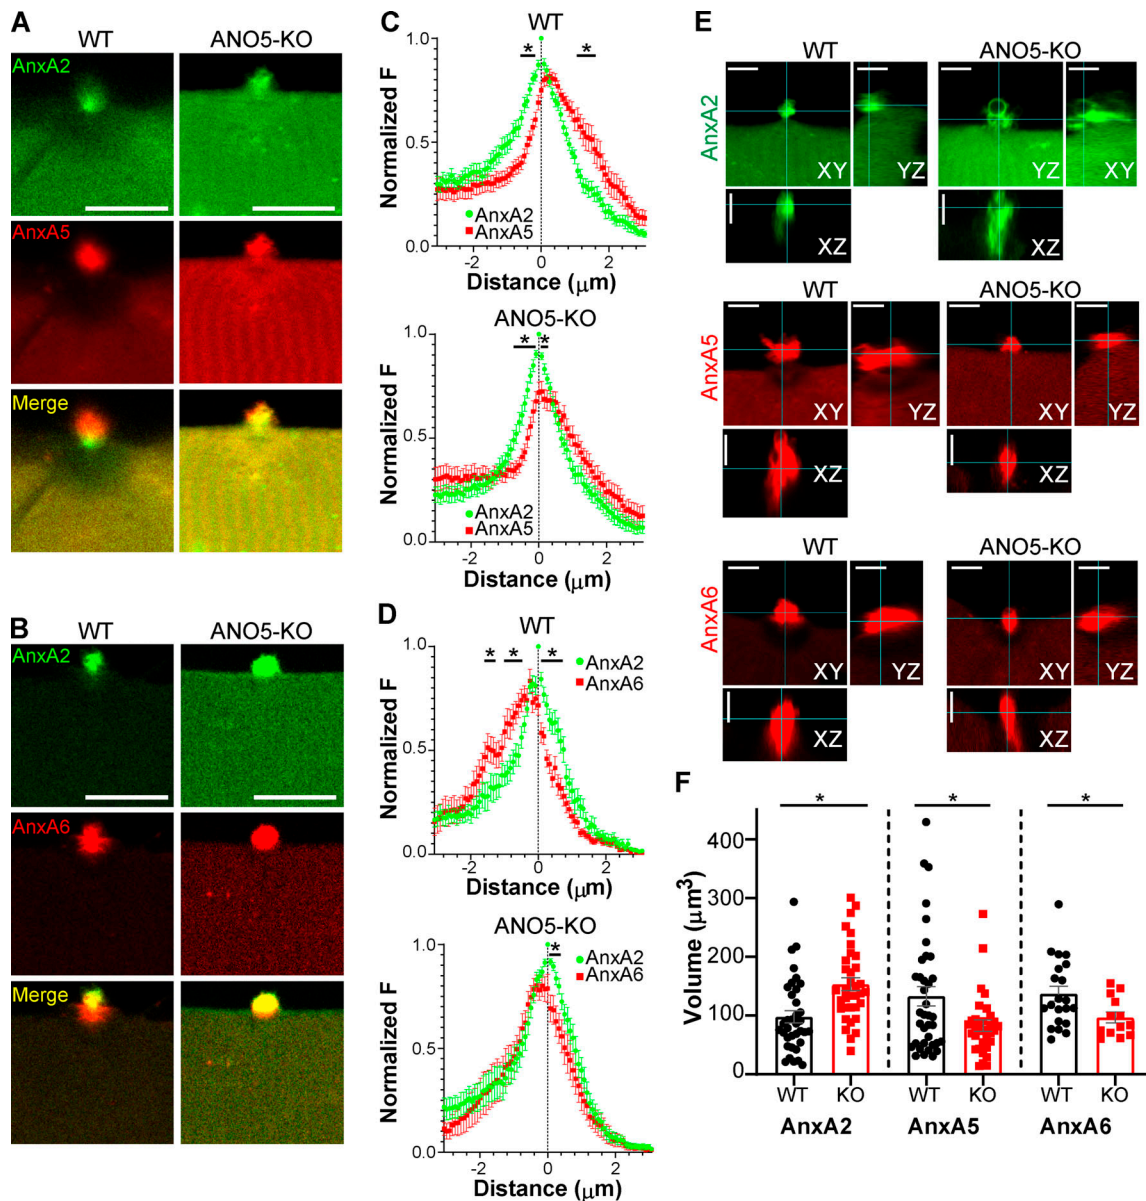 A
WT
ANO5-KO
AnxA2
AnxA5
Merge
B
WT
ANO5-KO
AnxA2
AnxA6
Merge
C
WT
Normalized F
1.0
0.5
0.0
*
*
AnxA2
AnxA5
-2
0
2
Distance (μm)
ANO5-KO
Normalized F
1.0
0.5
0.0
*
*
AnxA2
AnxA5
-2
0
2
Distance (μm)
D
WT
Normalized F
1.0
0.5
0.0
*
*
*
AnxA2
AnxA6
-2
0
2
Distance (μm)
ANO5-KO
Normalized F
1.0
0.5
0.0
*
AnxA2
AnxA6
-2
0
2
Distance (μm)
E
WT
ANO5-KO
AnxA2
XY
YZ
YZ
XY
XZ
XZ
WT
ANO5-KO
AnxA5
XY
YZ
XY
YZ
XZ
XZ
WT
ANO5-KO
AnxA6
XY
YZ
XY
YZ
XZ
XZ
F
*
*
*
Volume (μm³)
400
300
200
100
0
WT
KO
WT
KO
WT
KO
AnxA2
AnxA5
AnxA6